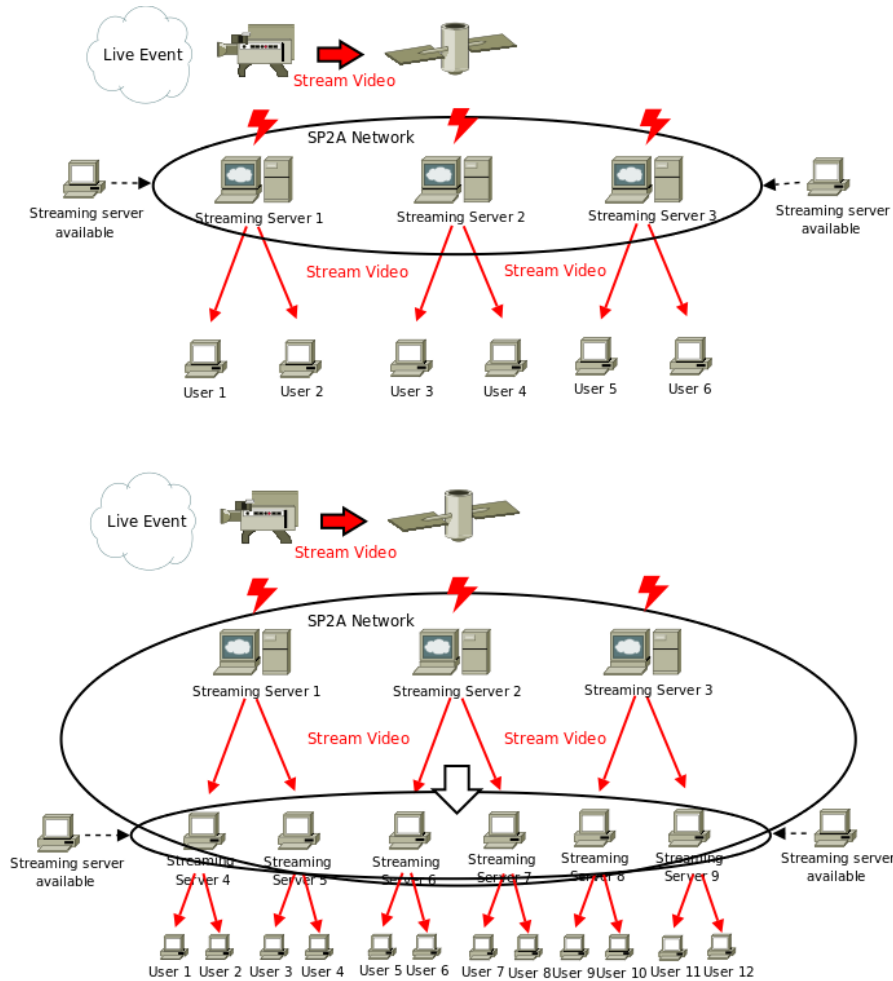 Live Event
Stream Video
SP2A Network
Streaming server
available
Streaming Server 1
Streaming Server 2
Streaming Server 3
Streaming server
available
Stream Video
Stream Video
User 1
User 2
User 3
User 4
User 5
User 6
Live Event
Stream Video
SP2A Network
Streaming Server 1
Streaming Server 2
Streaming Server 3
Stream Video
Stream Video
Streaming server
available
Streaming
Server 4
Streaming
Server 5
Streaming
Server 6
Streaming
Server 7
Streaming
Server 8
Streaming
Server 9
Streaming server
available
User 1
User 2
User 3
User 4
User 5
User 6
User 7
User 8
User 9
User 10
User 11
User 12